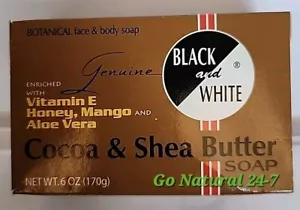 BOTANICAL face & body soap
Genuine
BLACK
and
WHITE
®
ENRICHED
WITH
Vitamin E
Honey, Mango AND
Aloe Vera
Cocoa & Shea Butter
SOAP
NET WT. 6 OZ (170g)
Go Natural 24-7